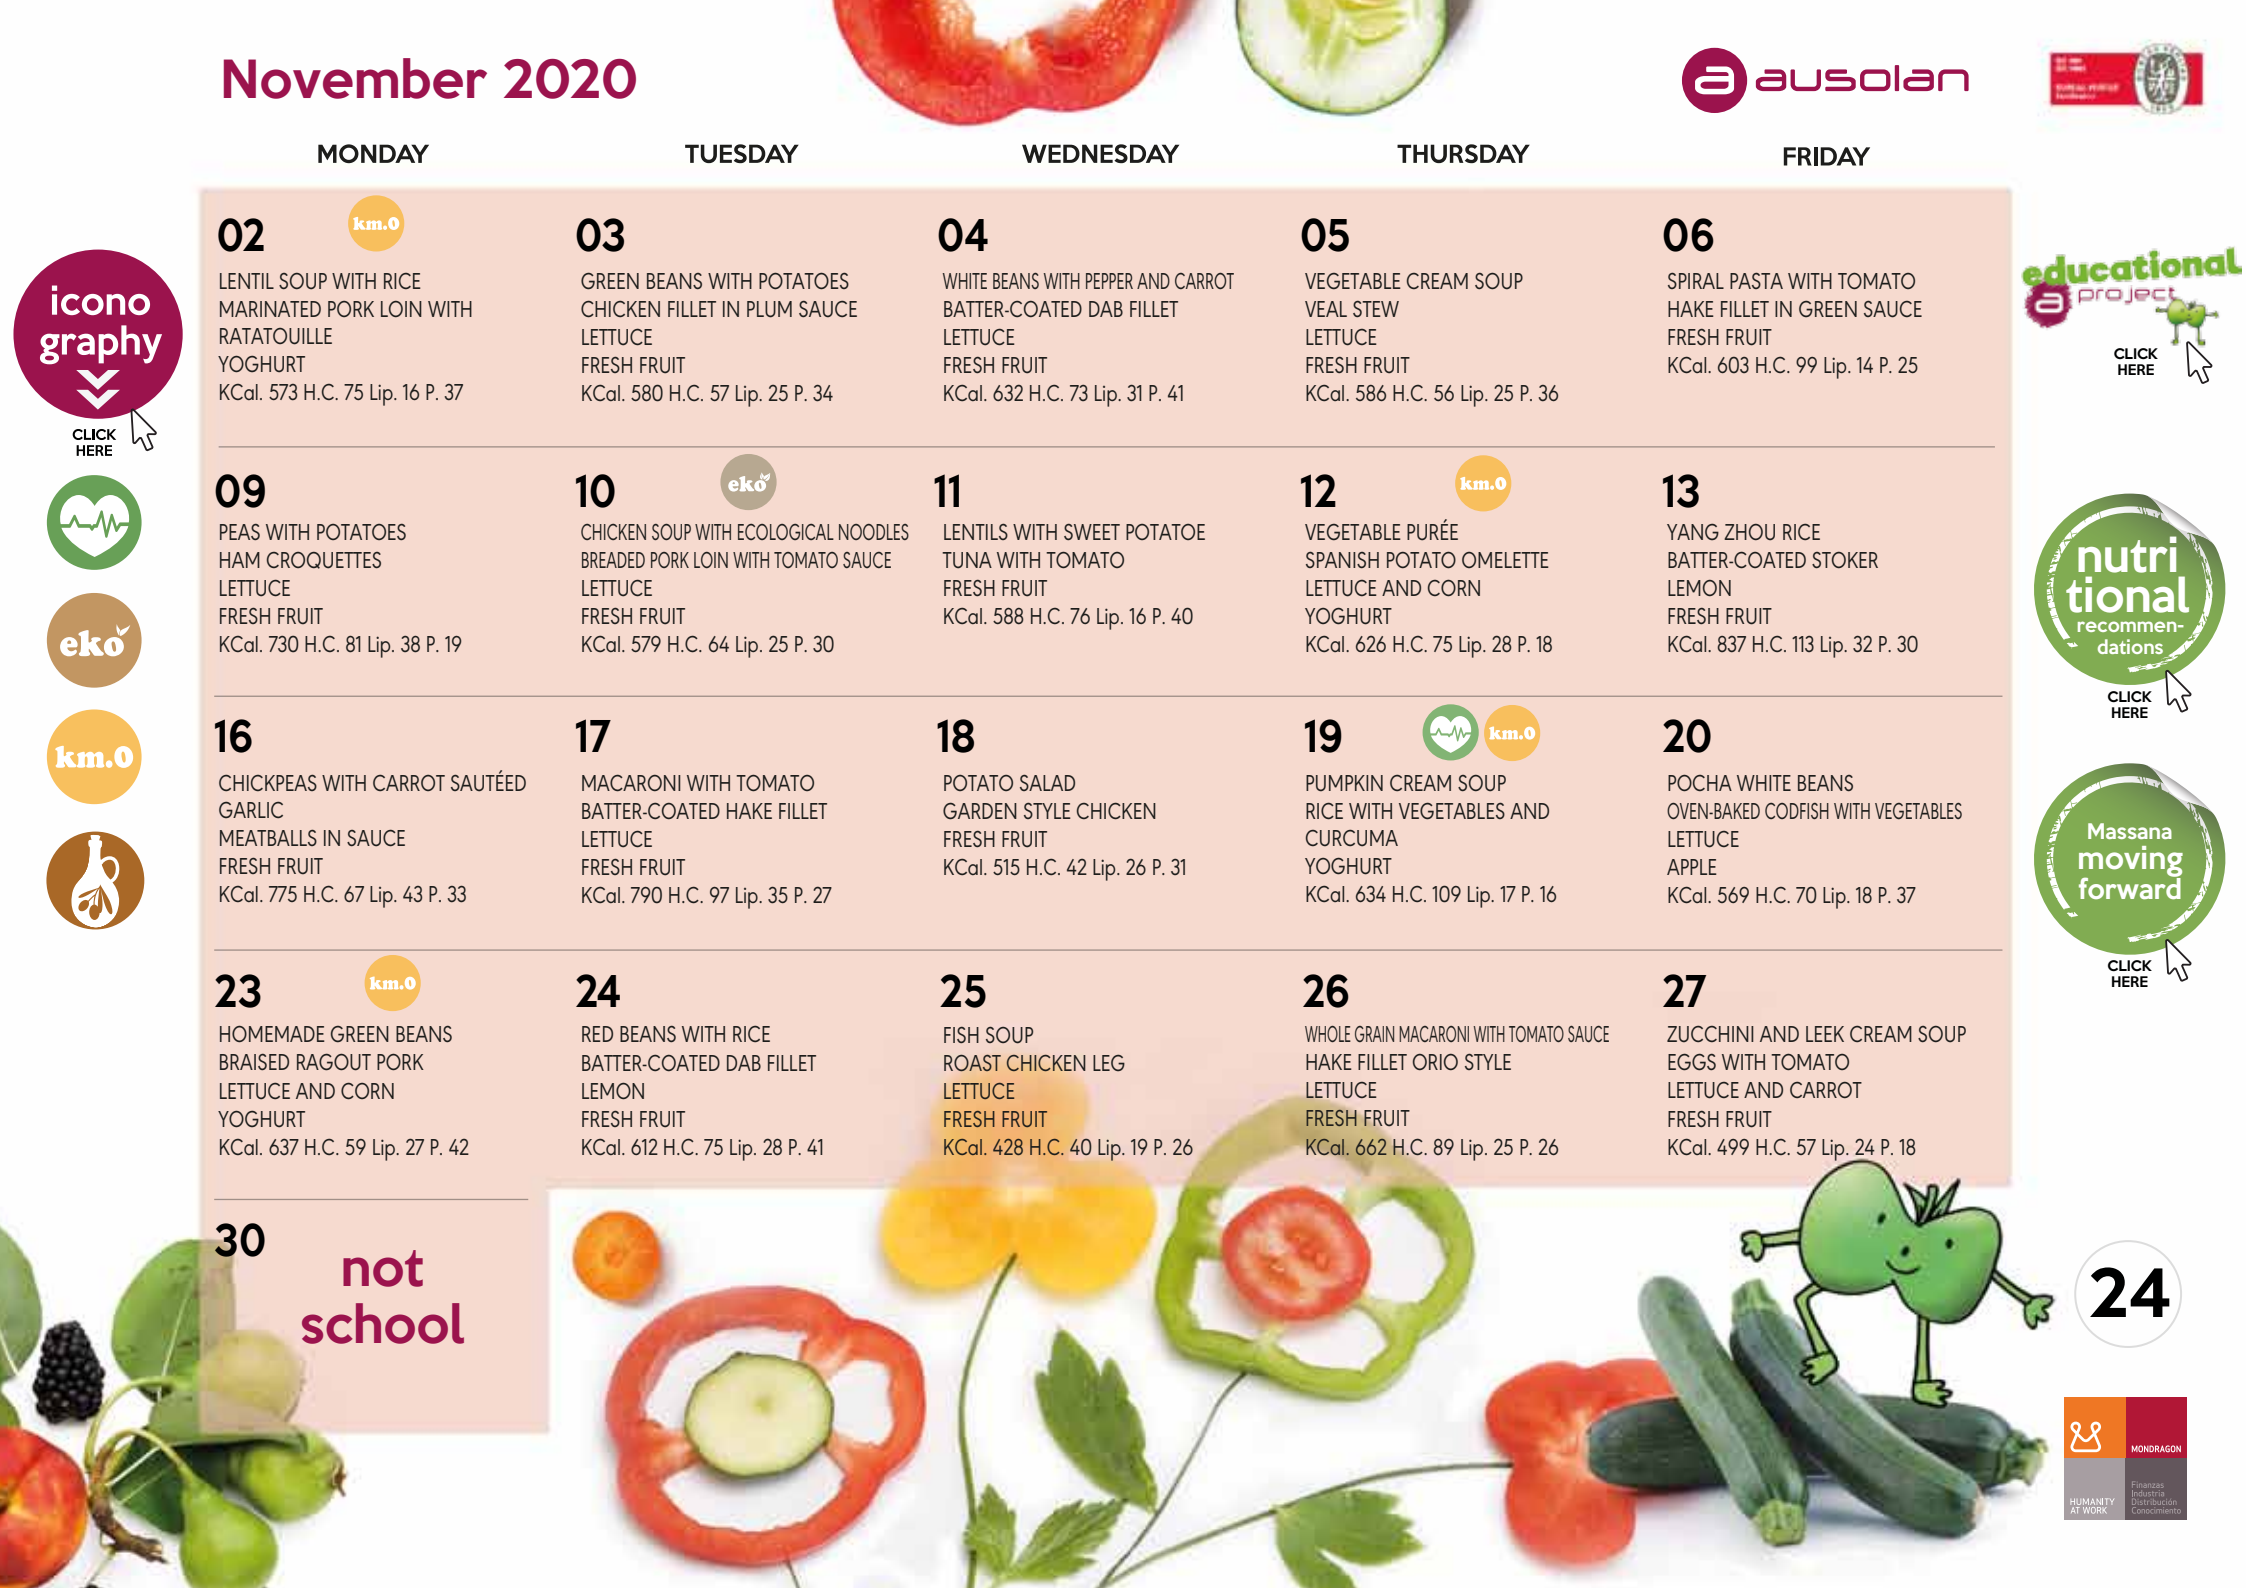 November 2020
ausolan
MONDAY
TUESDAY
WEDNESDAY
THURSDAY
FRIDAY
icono
graphy
CLICK
HERE
eko
km.0
02
km.0
LENTIL SOUP WITH RICE
MARINATED PORK LOIN WITH
RATATOUILLE
YOGHURT
KCal. 573 H.C. 75 Lip. 16 P. 37
03
GREEN BEANS WITH POTATOES
CHICKEN FILLET IN PLUM SAUCE
LETTUCE
FRESH FRUIT
KCal. 580 H.C. 57 Lip. 25 P. 34
04
WHITE BEANS WITH PEPPER AND CARROT
BATTER-COATED DAB FILLET
LETTUCE
FRESH FRUIT
KCal. 632 H.C. 73 Lip. 31 P. 41
05
VEGETABLE CREAM SOUP
VEAL STEW
LETTUCE
FRESH FRUIT
KCal. 586 H.C. 56 Lip. 25 P. 36
06
SPIRAL PASTA WITH TOMATO
HAKE FILLET IN GREEN SAUCE
FRESH FRUIT
KCal. 603 H.C. 99 Lip. 14 P. 25
09
PEAS WITH POTATOES
HAM CROQUETTES
LETTUCE
FRESH FRUIT
KCal. 730 H.C. 81 Lip. 38 P. 19
10
eko
CHICKEN SOUP WITH ECOLOGICAL NOODLES
BREADED PORK LOIN WITH TOMATO SAUCE
LETTUCE
FRESH FRUIT
KCal. 579 H.C. 64 Lip. 25 P. 30
11
LENTILS WITH SWEET POTATOE
TUNA WITH TOMATO
FRESH FRUIT
KCal. 588 H.C. 76 Lip. 16 P. 40
12
km.0
VEGETABLE PURÉE
SPANISH POTATO OMELETTE
LETTUCE AND CORN
YOGHURT
KCal. 626 H.C. 75 Lip. 28 P. 18
13
YANG ZHOU RICE
BATTER-COATED STOKER
LEMON
FRESH FRUIT
KCal. 837 H.C. 113 Lip. 32 P. 30
16
CHICKPEAS WITH CARROT SAUTÉED
GARLIC
MEATBALLS IN SAUCE
FRESH FRUIT
KCal. 775 H.C. 67 Lip. 43 P. 33
17
MACARONI WITH TOMATO
BATTER-COATED HAKE FILLET
LETTUCE
FRESH FRUIT
KCal. 790 H.C. 97 Lip. 35 P. 27
18
POTATO SALAD
GARDEN STYLE CHICKEN
FRESH FRUIT
KCal. 515 H.C. 42 Lip. 26 P. 31
19
km.0
PUMPKIN CREAM SOUP
RICE WITH VEGETABLES AND
CURCUMA
YOGHURT
KCal. 634 H.C. 109 Lip. 17 P. 16
20
POCHA WHITE BEANS
OVEN-BAKED CODFISH WITH VEGETABLES
LETTUCE
APPLE
KCal. 569 H.C. 70 Lip. 18 P. 37
23
km.0
HOMEMADE GREEN BEANS
BRAISED RAGOUT PORK
LETTUCE AND CORN
YOGHURT
KCal. 637 H.C. 59 Lip. 27 P. 42
24
RED BEANS WITH RICE
BATTER-COATED DAB FILLET
LEMON
FRESH FRUIT
KCal. 612 H.C. 75 Lip. 28 P. 41
25
FISH SOUP
ROAST CHICKEN LEG
LETTUCE
FRESH FRUIT
KCal. 428 H.C. 40 Lip. 19 P. 26
26
WHOLE GRAIN MACARONI WITH TOMATO SAUCE
HAKE FILLET ORIO STYLE
LETTUCE
FRESH FRUIT
KCal. 662 H.C. 89 Lip. 25 P. 26
27
ZUCCHINI AND LEEK CREAM SOUP
EGGS WITH TOMATO
LETTUCE AND CARROT
FRESH FRUIT
KCal. 499 H.C. 57 Lip. 24 P. 18
30
not
school
educational
project
CLICK
HERE
nutri
tional
recommen-
dations
CLICK
HERE
Massana
moving
forward
CLICK
HERE
24
MONDRAGON
HUMANITY
AT WORK
Finanzas
Industria
Distribución
Conocimiento